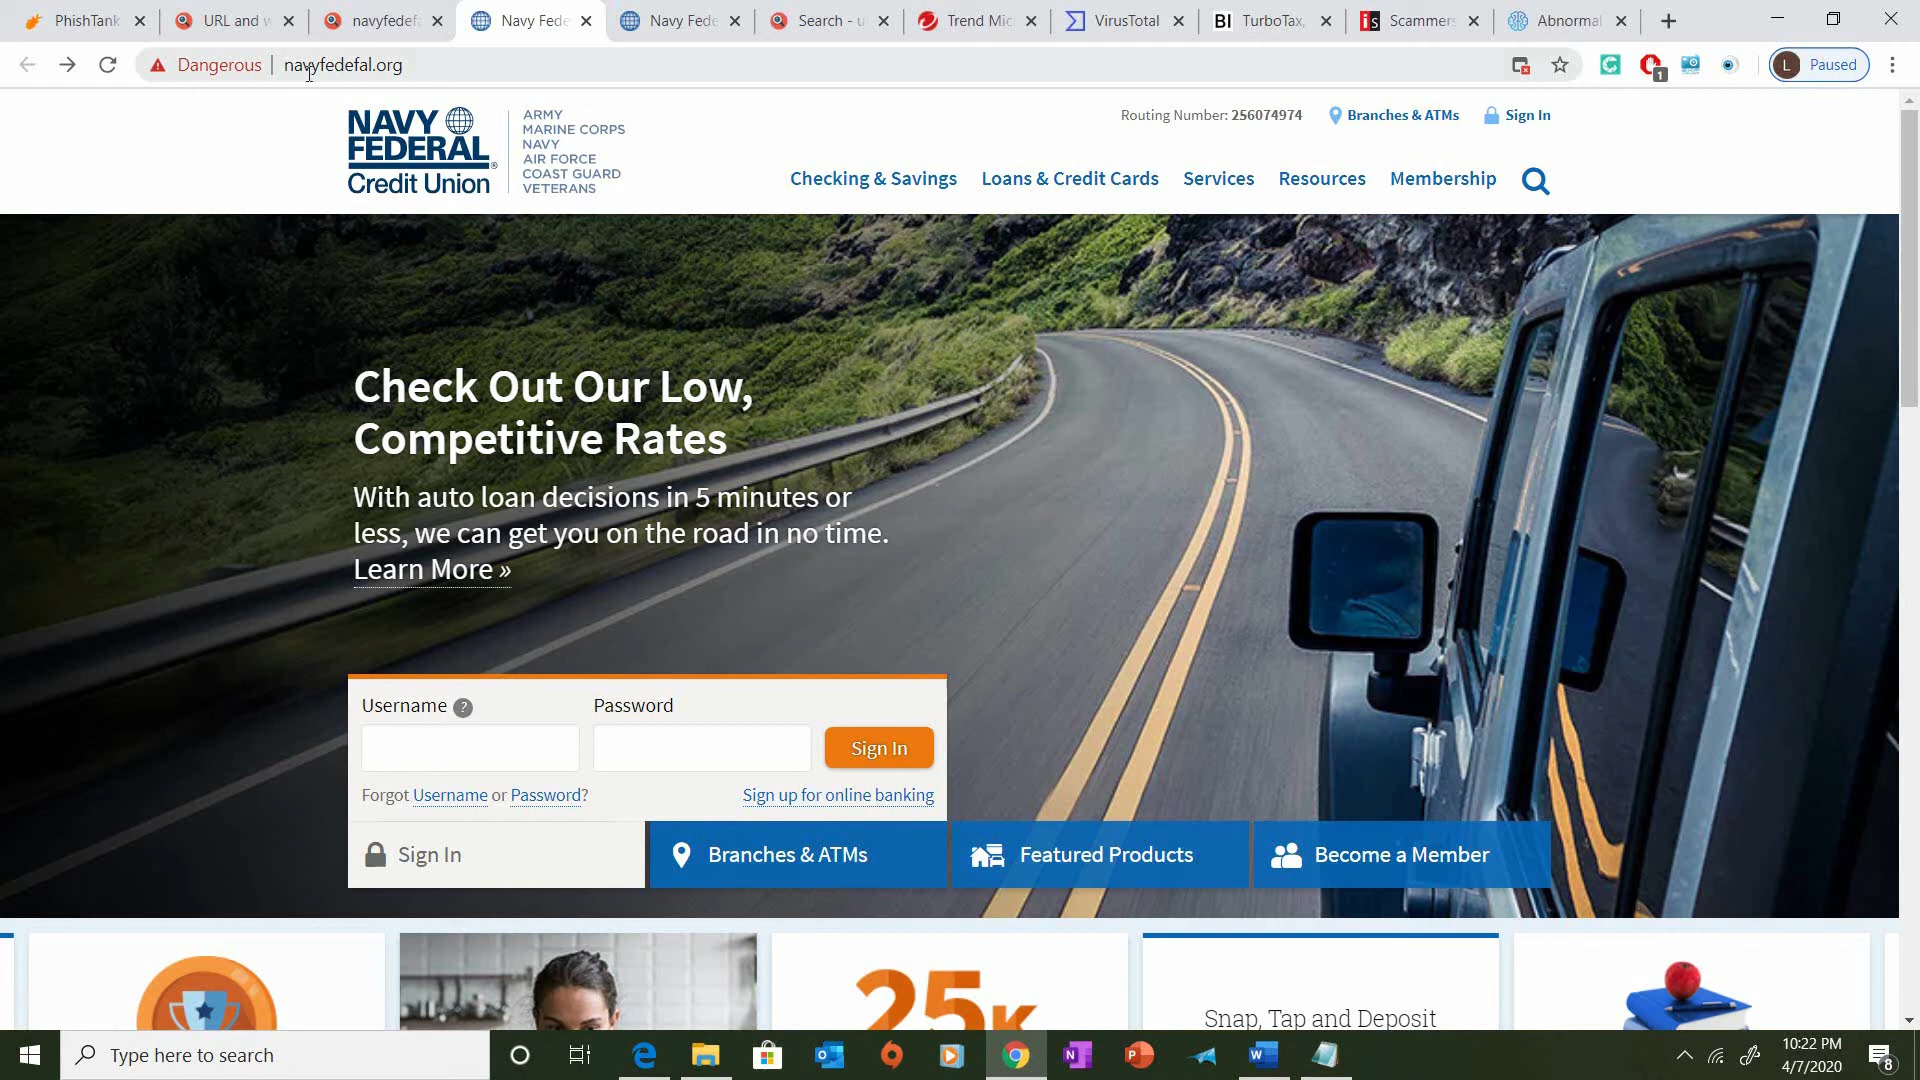 PhishTank
URL and w
navyfedefa
Navy Fede
Navy Fede
Search - u
Trend Mic
VirusTotal
BI TurboTax,
is Scammers
Abnormal
Dangerous navyfedefal.org
1
L Paused
NAVY
FEDERAL®
Credit Union
ARMY
MARINE CORPS
NAVY
AIR FORCE
COAST GUARD
VETERANS
Routing Number: 256074974 Branches & ATMs Sign In
Checking & Savings Loans & Credit Cards Services Resources Membership
Check Out Our Low,
Competitive Rates
With auto loan decisions in 5 minutes or
less, we can get you on the road in no time.
Learn More »
Username ? Password
Sign In
Forgot Username or Password? Sign up for online banking
Sign In Branches & ATMs Featured Products Become a Member
25K
Snap, Tap and Deposit
Type here to search
10:22 PM
4/7/2020
8